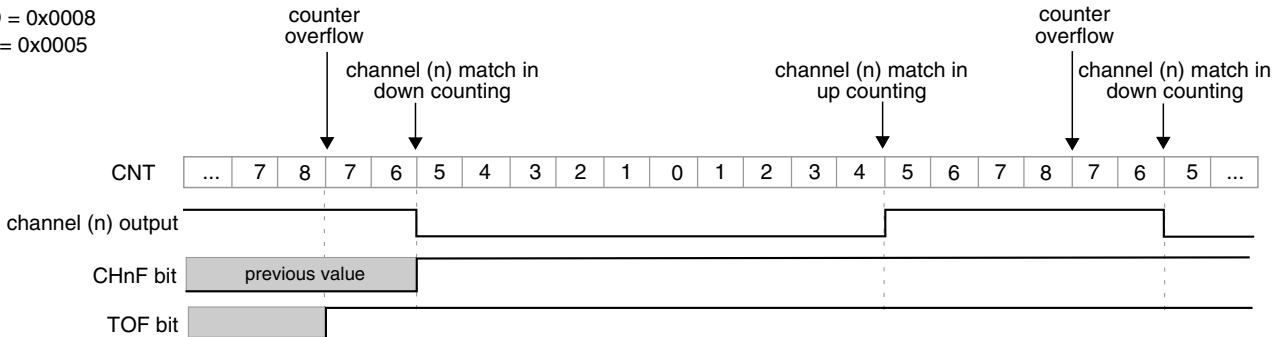 = 0x0008
= 0x0005
counter
overflow
channel (n) match in
down counting
channel (n) match in
up counting
counter
overflow
channel (n) match in
down counting
CNT ... 7 8 7 6 5 4 3 2 1 0 1 2 3 4 5 6 7 8 7 6 5 ...
channel (n) output
CHnF bit previous value
TOF bit